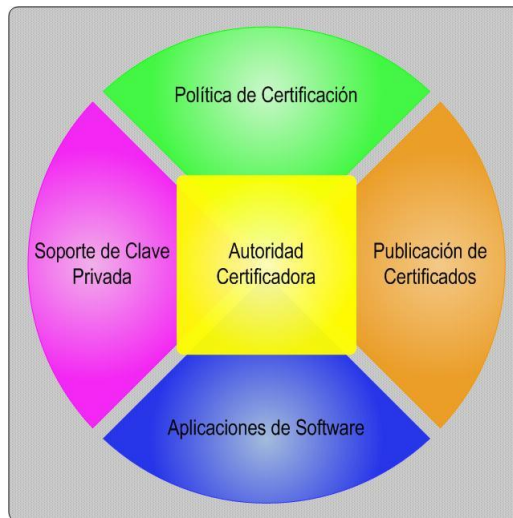 Política de Certificación
Soporte de Clave
Privada
Autoridad
Certificadora
Publicación de
Certificados
Aplicaciones de Software